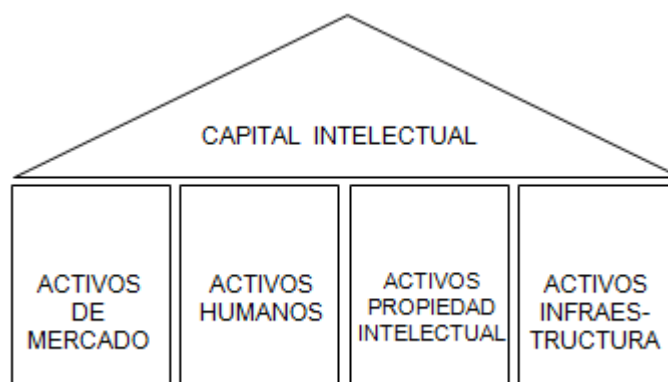 CAPITAL INTELECTUAL
ACTIVOS
DE
MERCADO
ACTIVOS
HUMANOS
ACTIVOS
PROPIEDAD
INTELECTUAL
ACTIVOS
INFRAES-
TRUCTURA